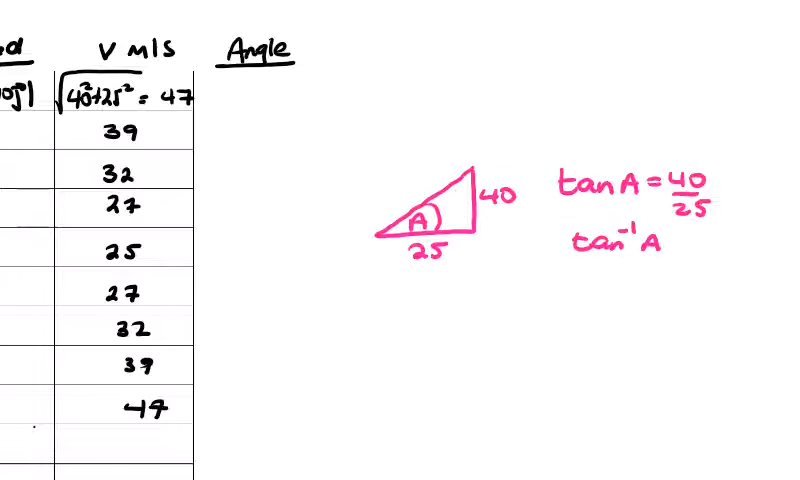 V m/s Angle
√40²+25² = 47
39
32
27
25
27
32
39
47
40
A
25
tan A = 40/25
tan⁻¹ A